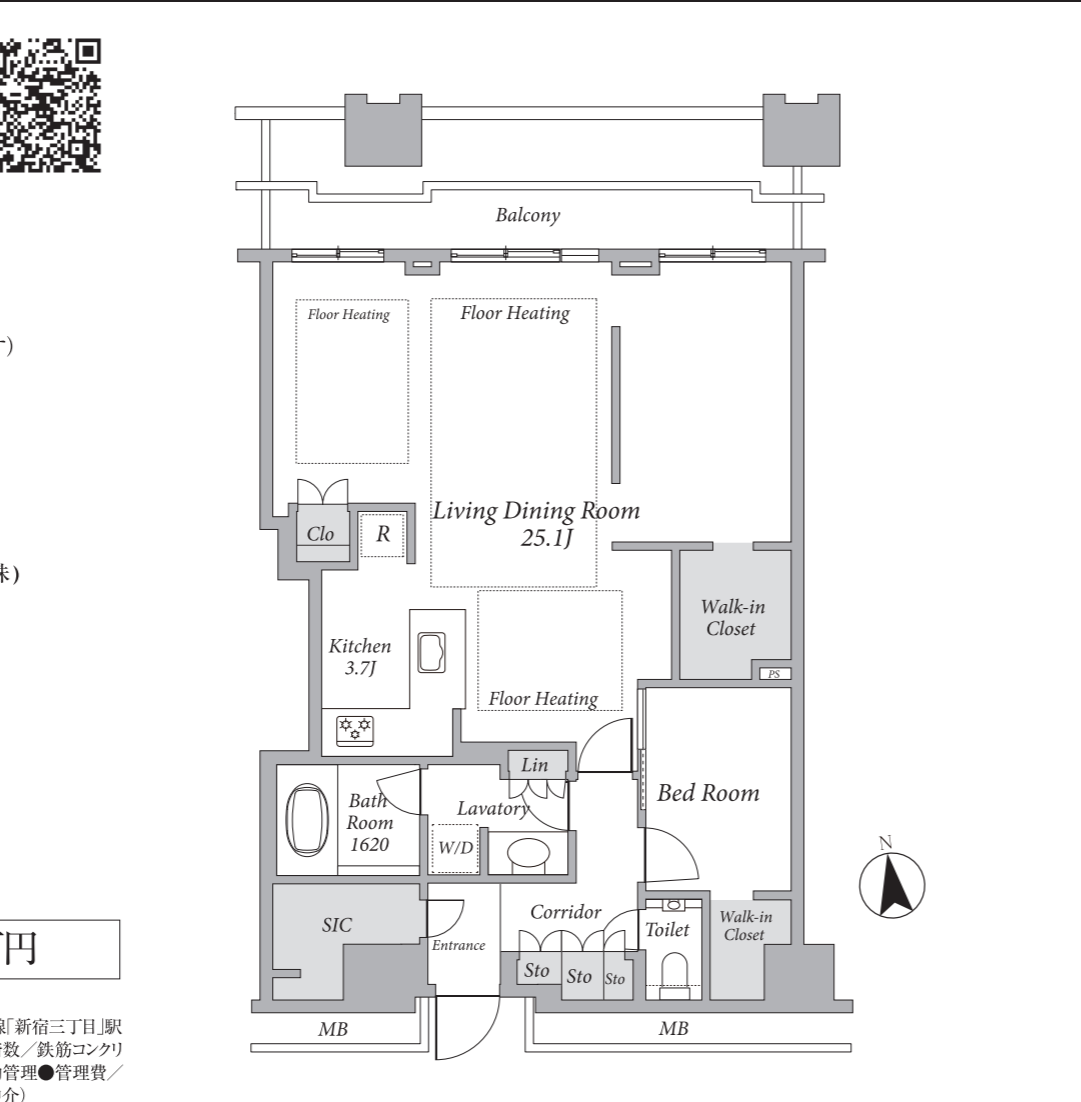 Balcony
Floor Heating
Floor Heating
す)
Living Dining Room
25.1J
Clo
R
味)
Walk-in
Closet
Kitchen
3.7J
PS
Floor Heating
Lin
Bed Room
Bath
Room
1620
Lavatory
W/D
N
SIC
Corridor
Entrance
Toilet
Walk-in
Closet
Sto
Sto
Sto
円
MB
MB
線「新宿三丁目」駅
階数／鉄筋コンクリ
管理●管理費／
介）